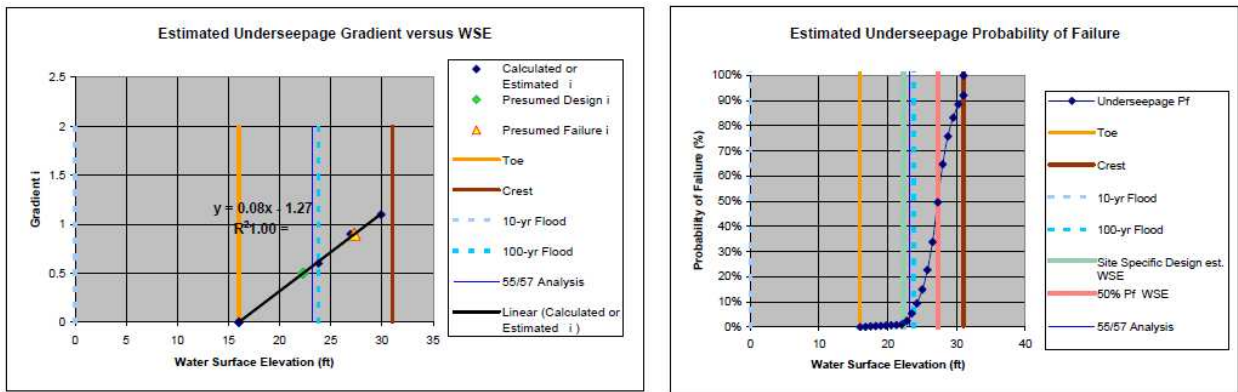 Estimated Underseepage Gradient versus WSE
2.5
2
1.5
1
0.5
0
Gradient i
0 5 10 15 20 25 30 35
Water Surface Elevation (ft)
y = 0.08x - 1.27
R²1.00 =
Calculated or
Estimated i
Presumed Design i
Presumed Failure i
Toe
Crest
10-yr Flood
100-yr Flood
55/57 Analysis
Linear (Calculated or
Estimated i )
Estimated Underseepage Probability of Failure
100%
90%
80%
70%
60%
50%
40%
30%
20%
10%
0%
Probability of Failure (%)
0 10 20 30 40
Water Surface Elevation (ft)
Underseepage Pf
Toe
Crest
10-yr Flood
100-yr Flood
Site Specific Design est.
WSE
50% Pf WSE
55/57 Analysis